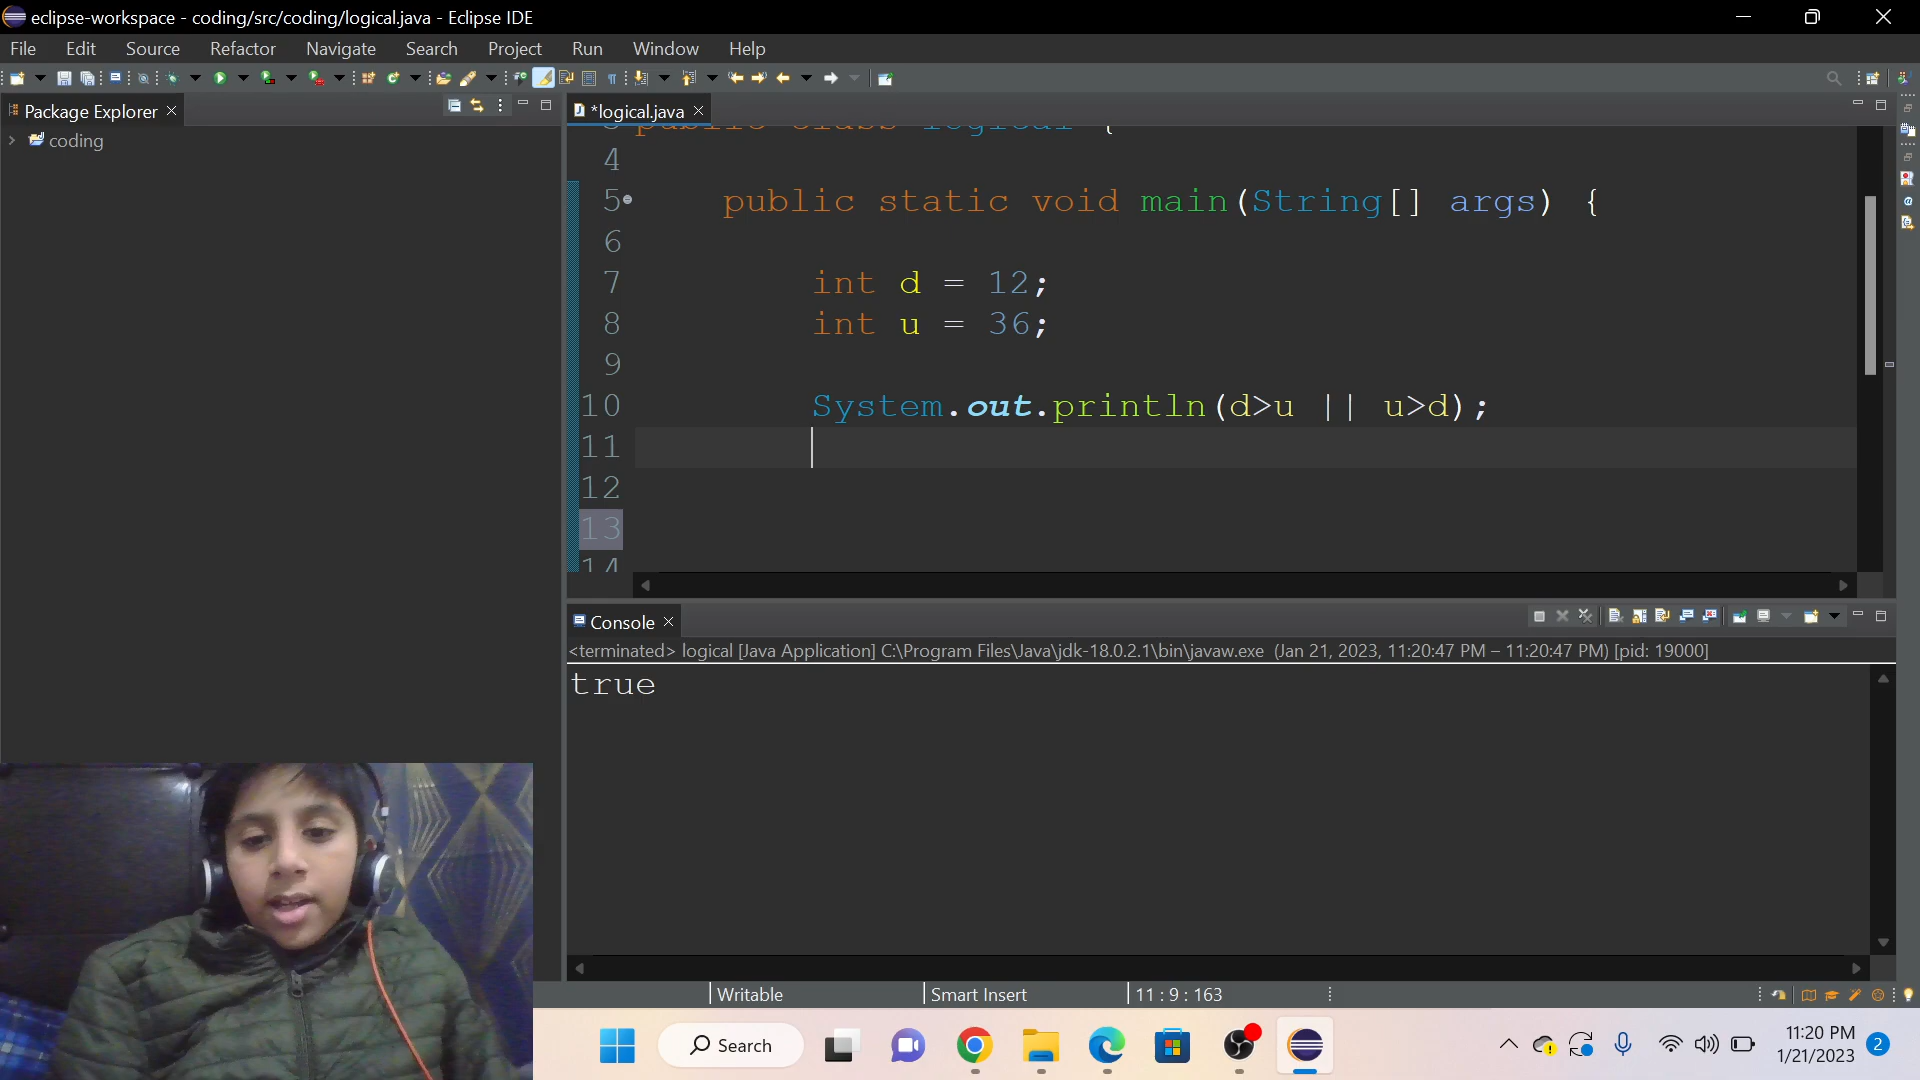 eclipse-workspace - coding/src/coding/logical.java - Eclipse IDE
File Edit Source Refactor Navigate Search Project Run Window Help
Package Explorer
*logical.java
coding
3 public class logical {
4
5 public static void main(String[] args) {
6
7 int d = 12;
8 int u = 36;
9
10 System.out.println(d>u || u>d);
11
12
13
14
Console
<terminated> logical [Java Application] C:\Program Files\Java\jdk-18.0.2.1\bin\javaw.exe (Jan 21, 2023, 11:20:47 PM – 11:20:47 PM) [pid: 19000]
true
Writable Smart Insert 11 : 9 : 163
Search
11:20 PM
1/21/2023
2